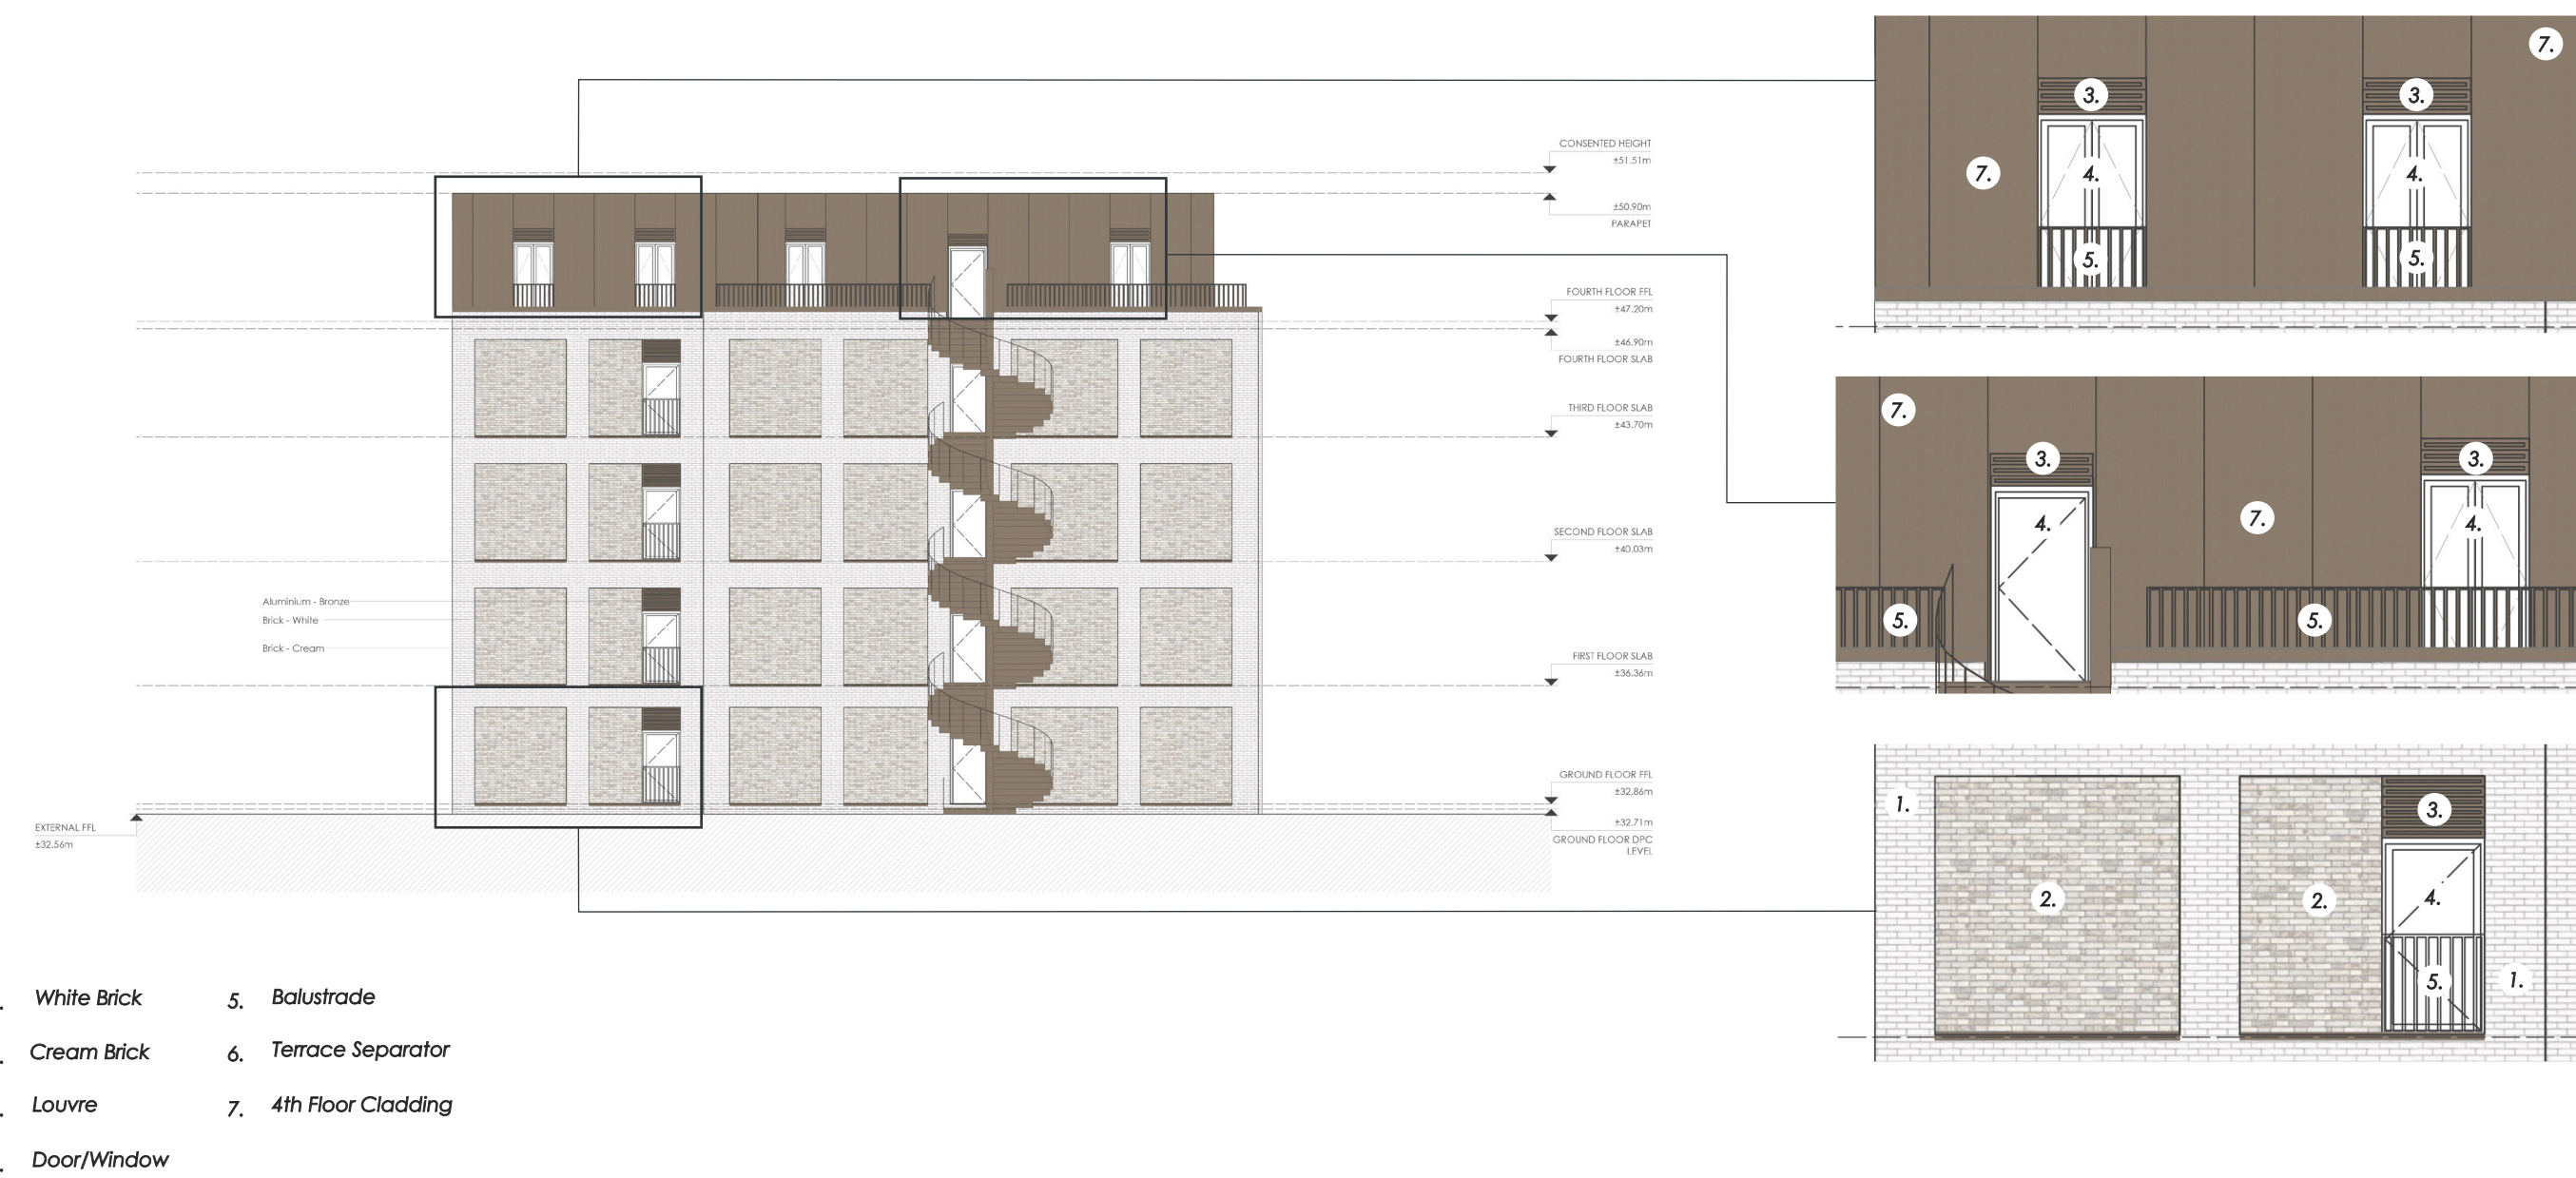 7.
3.
3.
7.
4.
4.
5.
5.
CONSENTED HEIGHT
±51.51m
±50.90m
PARAPET
FOURTH FLOOR FFL
±47.20m
±46.90m
FOURTH FLOOR SLAB
THIRD FLOOR SLAB
±43.70m
SECOND FLOOR SLAB
±40.03m
FIRST FLOOR SLAB
±36.36m
GROUND FLOOR FFL
±32.86m
±32.71m
GROUND FLOOR DPC
LEVEL
Aluminium - Bronze
Brick - White
Brick - Cream
EXTERNAL FFL
±32.56m
7.
3.
3.
4.
7.
4.
5.
5.
1.
3.
2.
2.
4.
5.
1.
. White Brick
. Cream Brick
. Louvre
. Door/Window
5. Balustrade
6. Terrace Separator
7. 4th Floor Cladding